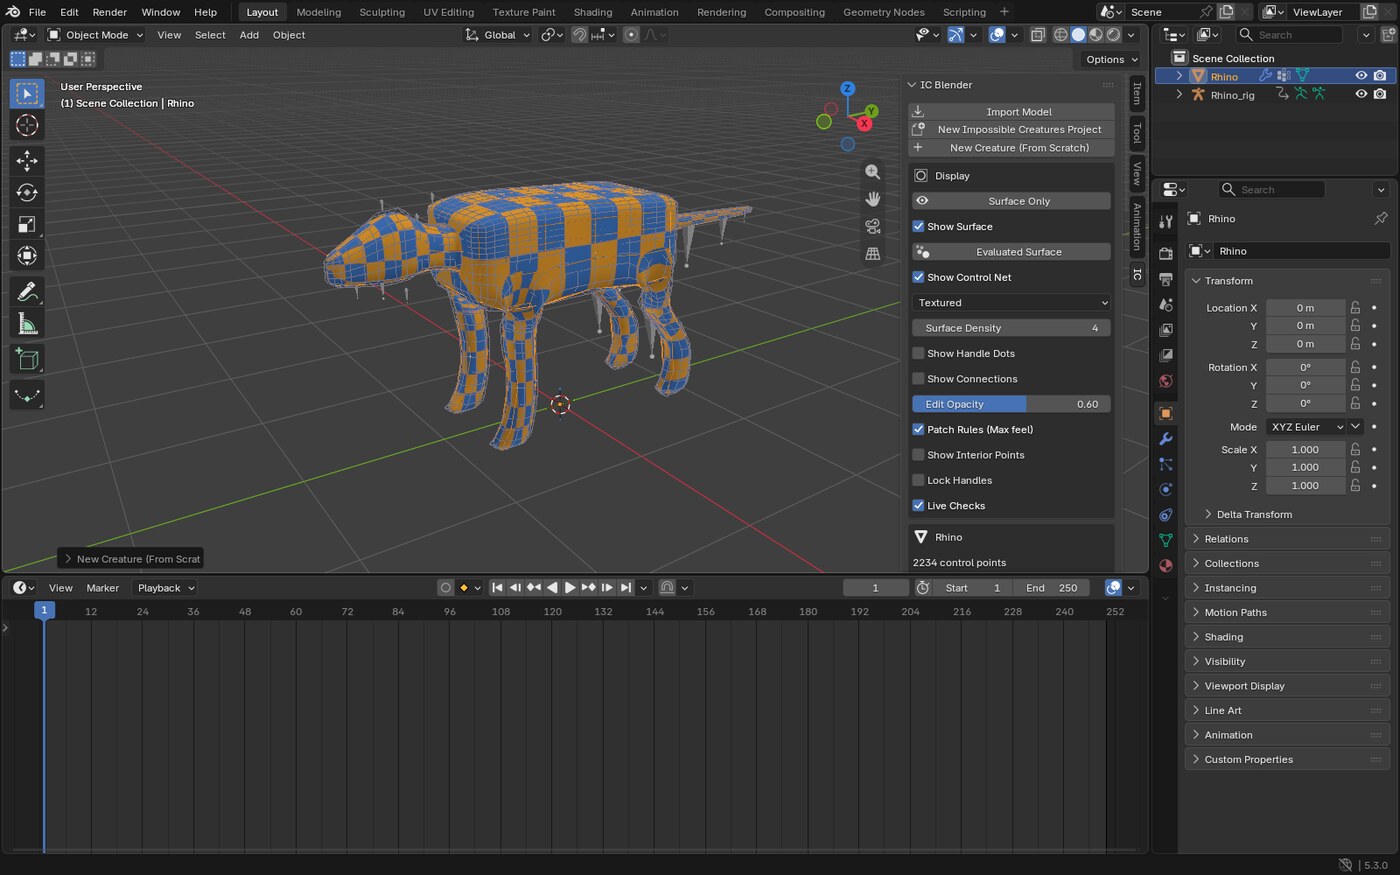 File Edit Render Window Help Layout Modeling Sculpting UV Editing Texture Paint Shading Animation Rendering Compositing Geometry Nodes Scripting + Scene ViewLayer
Object Mode View Select Add Object Global Search
Options
User Perspective
(1) Scene Collection | Rhino
Z
Y
X
New Creature (From Scrat
IC Blender
Import Model
New Impossible Creatures Project
New Creature (From Scratch)
Display
Surface Only
Show Surface
Evaluated Surface
Show Control Net
Textured
Surface Density 4
Show Handle Dots
Show Connections
Edit Opacity 0.60
Patch Rules (Max feel)
Show Interior Points
Lock Handles
Live Checks
Rhino
2234 control points
Item
Tool
View
Animation
IC
Scene Collection
Rhino
Rhino_rig
Search
Rhino
Rhino
Transform
Location X 0 m
Y 0 m
Z 0 m
Rotation X 0°
Y 0°
Z 0°
Mode XYZ Euler
Scale X 1.000
Y 1.000
Z 1.000
Delta Transform
Relations
Collections
Instancing
Motion Paths
Shading
Visibility
Viewport Display
Line Art
Animation
Custom Properties
View Marker Playback 1 Start 1 End 250
1 12 24 36 48 60 72 84 96 108 120 132 144 156 168 180 192 204 216 228 240 252
5.3.0